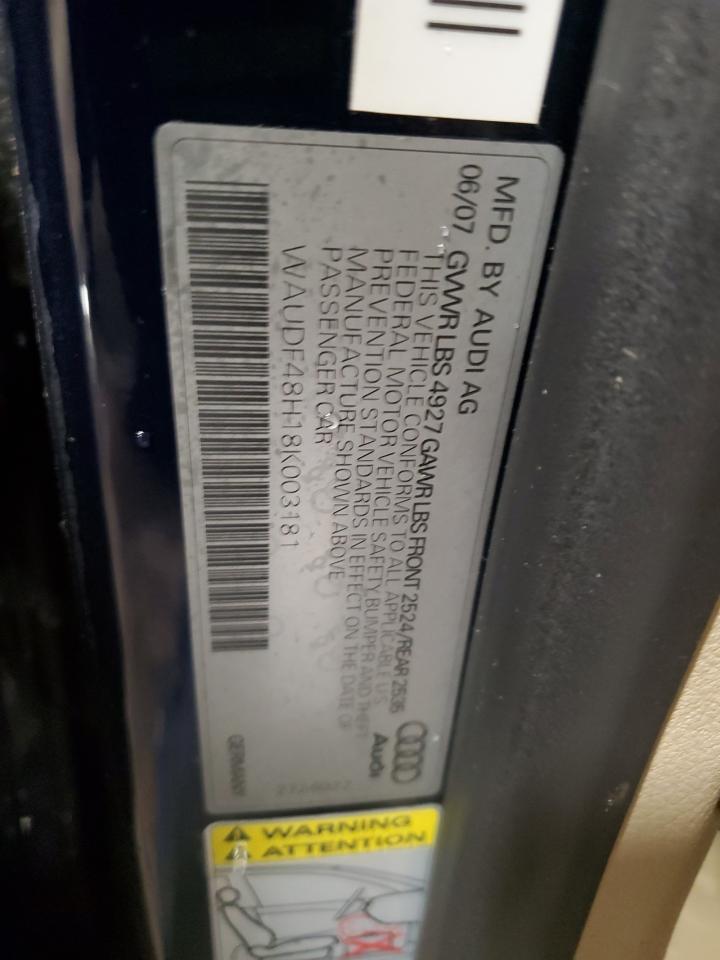 MFD. BY AUDI AG
06/07 GVWR LBS 4927 GAWR LBS FRONT 2524/REAR 2535
THIS VEHICLE CONFORMS TO ALL APPLICABLE U.S.
FEDERAL MOTOR VEHICLE SAFETY, BUMPER AND THEFT
PREVENTION STANDARDS IN EFFECT ON THE DATE OF
MANUFACTURE SHOWN ABOVE
PASSENGER CAR
WAUDF48H18K003181
Audi
GERMANY
WARNING
ATTENTION